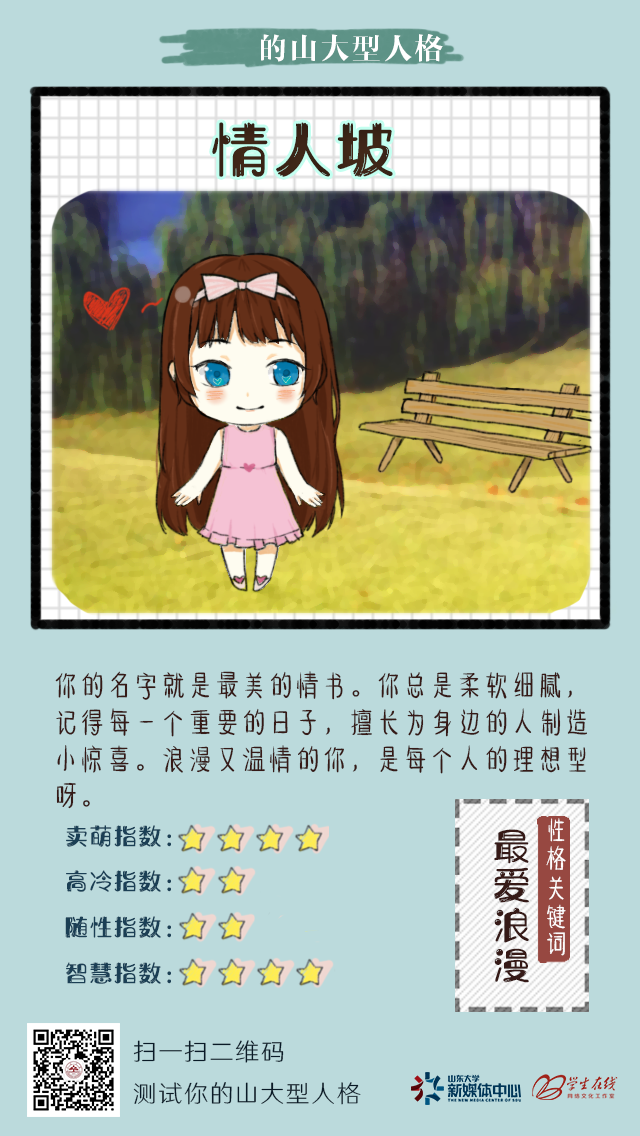 的山大型人格
情人坡
你的名字就是最美的情书。你总是柔软细腻，
记得每一个重要的日子，擅长为身边的人制造
小惊喜。浪漫又温情的你，是每个人的理想型
呀。
卖萌指数：
高冷指数：
随性指数：
智慧指数：
性格关键词
最爱浪漫
扫一扫二维码
测试你的山大型人格
山东大学
新媒体中心
THE NEW MEDIA CENTER OF SDU
学生在线
网络文化工作室